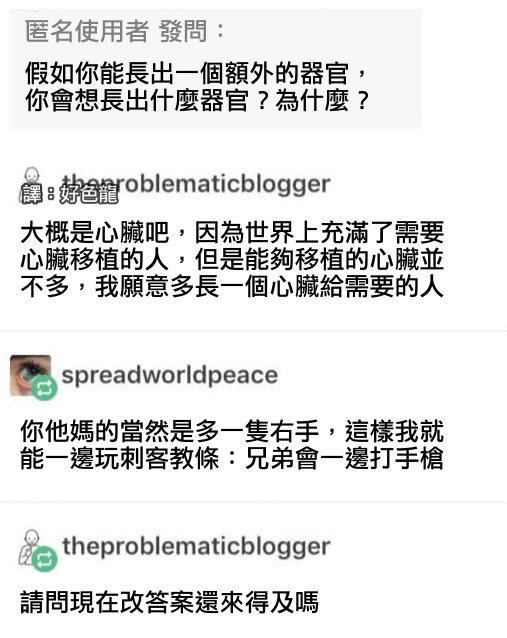 匿名使用者 發問：
假如你能長出一個額外的器官，
你會想長出什麼器官？為什麼？
theproblematicblogger
譯：好色龍
大概是心臟吧，因為世界上充滿了需要
心臟移植的人，但是能夠移植的心臟並
不多，我願意多長一個心臟給需要的人
spreadworldpeace
你他媽的當然是多一隻右手，這樣我就
能一邊玩刺客教條：兄弟會一邊打手槍
theproblematicblogger
請問現在改答案還來得及嗎